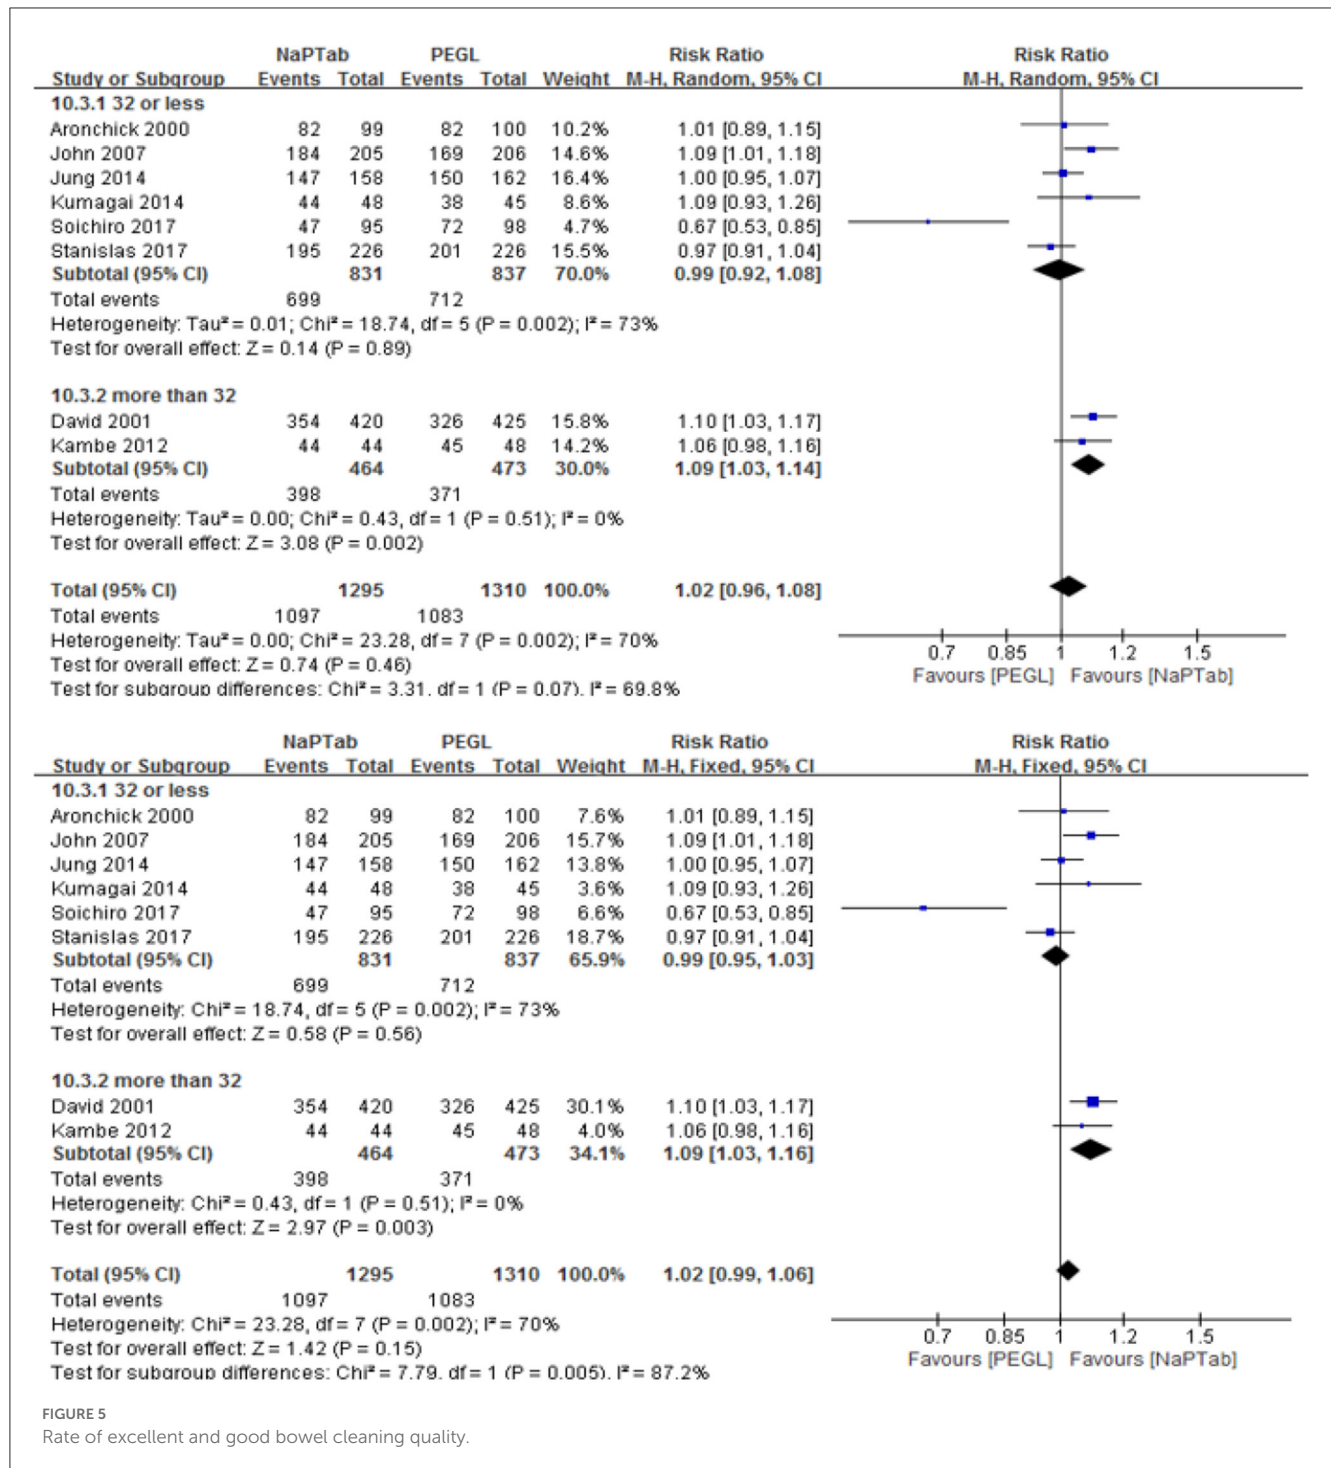 NaPTab PEGL Risk Ratio Risk Ratio
Study or Subgroup Events Total Events Total Weight M-H, Random, 95% CI M-H, Random, 95% CI
10.3.1 32 or less
Aronchick 2000 82 99 82 100 10.2% 1.01 [0.89, 1.15]
John 2007 184 205 169 206 14.6% 1.09 [1.01, 1.18]
Jung 2014 147 158 150 162 16.4% 1.00 [0.95, 1.07]
Kumagai 2014 44 48 38 45 8.6% 1.09 [0.93, 1.26]
Soichiro 2017 47 95 72 98 4.7% 0.67 [0.53, 0.85]
Stanislas 2017 195 226 201 226 15.5% 0.97 [0.91, 1.04]
Subtotal (95% CI) 831 837 70.0% 0.99 [0.92, 1.08]
Total events 699 712
Heterogeneity: Tau² = 0.01; Chi² = 18.74, df = 5 (P = 0.002); I² = 73%
Test for overall effect: Z = 0.14 (P = 0.89)
10.3.2 more than 32
David 2001 354 420 326 425 15.8% 1.10 [1.03, 1.17]
Kambe 2012 44 44 45 48 14.2% 1.06 [0.98, 1.16]
Subtotal (95% CI) 464 473 30.0% 1.09 [1.03, 1.14]
Total events 398 371
Heterogeneity: Tau² = 0.00; Chi² = 0.43, df = 1 (P = 0.51); I² = 0%
Test for overall effect: Z = 3.08 (P = 0.002)
Total (95% CI) 1295 1310 100.0% 1.02 [0.96, 1.08]
Total events 1097 1083
Heterogeneity: Tau² = 0.00; Chi² = 23.28, df = 7 (P = 0.002); I² = 70%
Test for overall effect: Z = 0.74 (P = 0.46)
Test for subgroup differences: Chi² = 3.31, df = 1 (P = 0.07), I² = 69.8%
0.7 0.85 1 1.2 1.5
Favours [PEGL] Favours [NaPTab]
NaPTab PEGL Risk Ratio Risk Ratio
Study or Subgroup Events Total Events Total Weight M-H, Fixed, 95% CI M-H, Fixed, 95% CI
10.3.1 32 or less
Aronchick 2000 82 99 82 100 7.6% 1.01 [0.89, 1.15]
John 2007 184 205 169 206 15.7% 1.09 [1.01, 1.18]
Jung 2014 147 158 150 162 13.8% 1.00 [0.95, 1.07]
Kumagai 2014 44 48 38 45 3.6% 1.09 [0.93, 1.26]
Soichiro 2017 47 95 72 98 6.6% 0.67 [0.53, 0.85]
Stanislas 2017 195 226 201 226 18.7% 0.97 [0.91, 1.04]
Subtotal (95% CI) 831 837 65.9% 0.99 [0.95, 1.03]
Total events 699 712
Heterogeneity: Chi² = 18.74, df = 5 (P = 0.002); I² = 73%
Test for overall effect: Z = 0.58 (P = 0.56)
10.3.2 more than 32
David 2001 354 420 326 425 30.1% 1.10 [1.03, 1.17]
Kambe 2012 44 44 45 48 4.0% 1.06 [0.98, 1.16]
Subtotal (95% CI) 464 473 34.1% 1.09 [1.03, 1.16]
Total events 398 371
Heterogeneity: Chi² = 0.43, df = 1 (P = 0.51); I² = 0%
Test for overall effect: Z = 2.97 (P = 0.003)
Total (95% CI) 1295 1310 100.0% 1.02 [0.99, 1.06]
Total events 1097 1083
Heterogeneity: Chi² = 23.28, df = 7 (P = 0.002); I² = 70%
Test for overall effect: Z = 1.42 (P = 0.15)
Test for subgroup differences: Chi² = 7.79, df = 1 (P = 0.005), I² = 87.2%
0.7 0.85 1 1.2 1.5
Favours [PEGL] Favours [NaPTab]
FIGURE 5
Rate of excellent and good bowel cleaning quality.